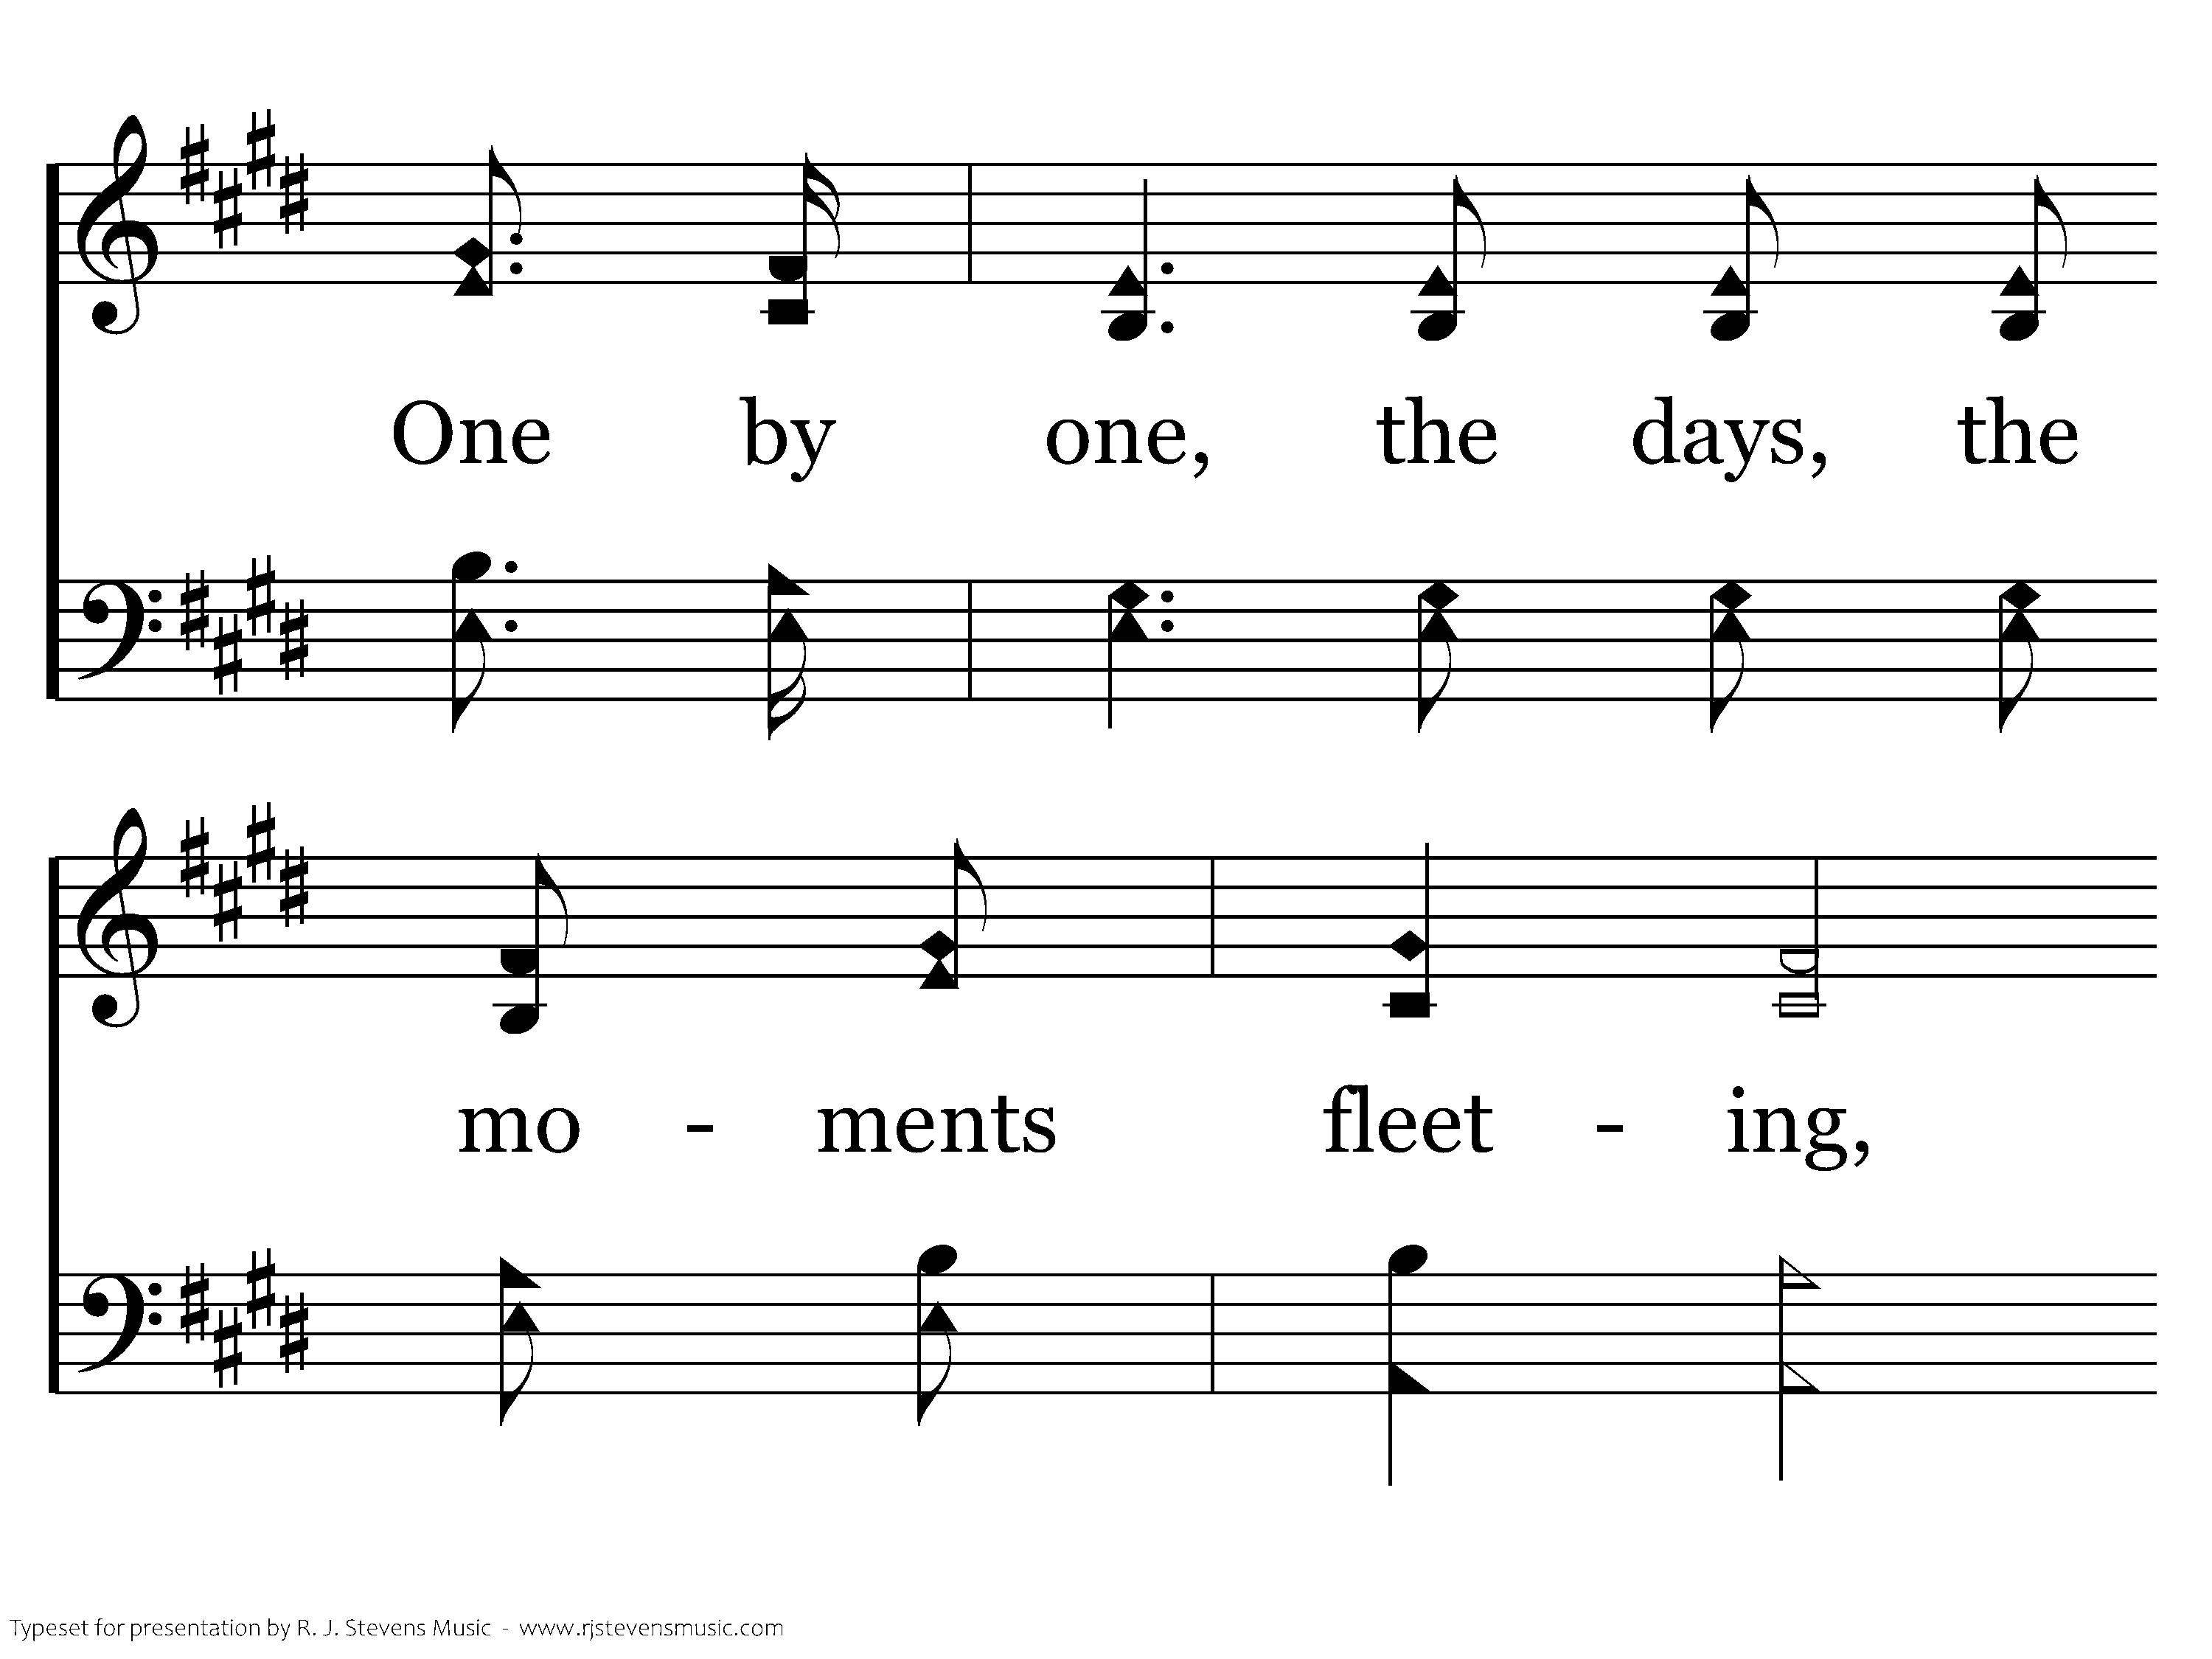 One by one, the days, the
mo - ments fleet - ing,
Typeset for presentation by R. J. Stevens Music - www.rjstevensmusic.com